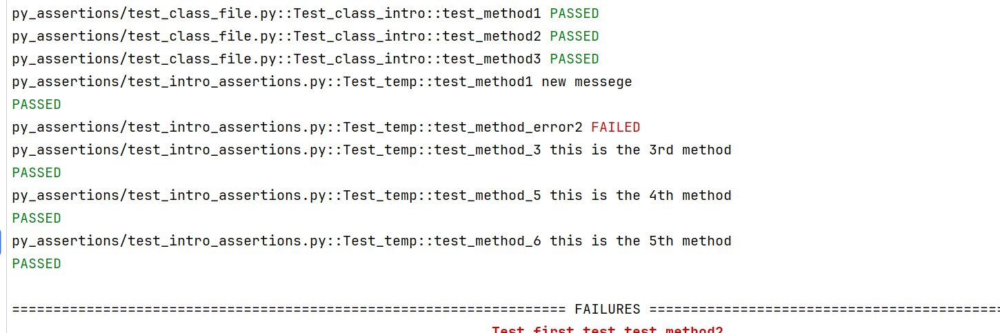 py_assertions/test_class_file.py::Test_class_intro::test_method1 PASSED
py_assertions/test_class_file.py::Test_class_intro::test_method2 PASSED
py_assertions/test_class_file.py::Test_class_intro::test_method3 PASSED
py_assertions/test_intro_assertions.py::Test_temp::test_method1 new messege
PASSED
py_assertions/test_intro_assertions.py::Test_temp::test_method_error2 FAILED
py_assertions/test_intro_assertions.py::Test_temp::test_method_3 this is the 3rd method
PASSED
py_assertions/test_intro_assertions.py::Test_temp::test_method_5 this is the 4th method
PASSED
py_assertions/test_intro_assertions.py::Test_temp::test_method_6 this is the 5th method
PASSED
=================================================================== FAILURES ===========================================
Test_first_test.test_method2